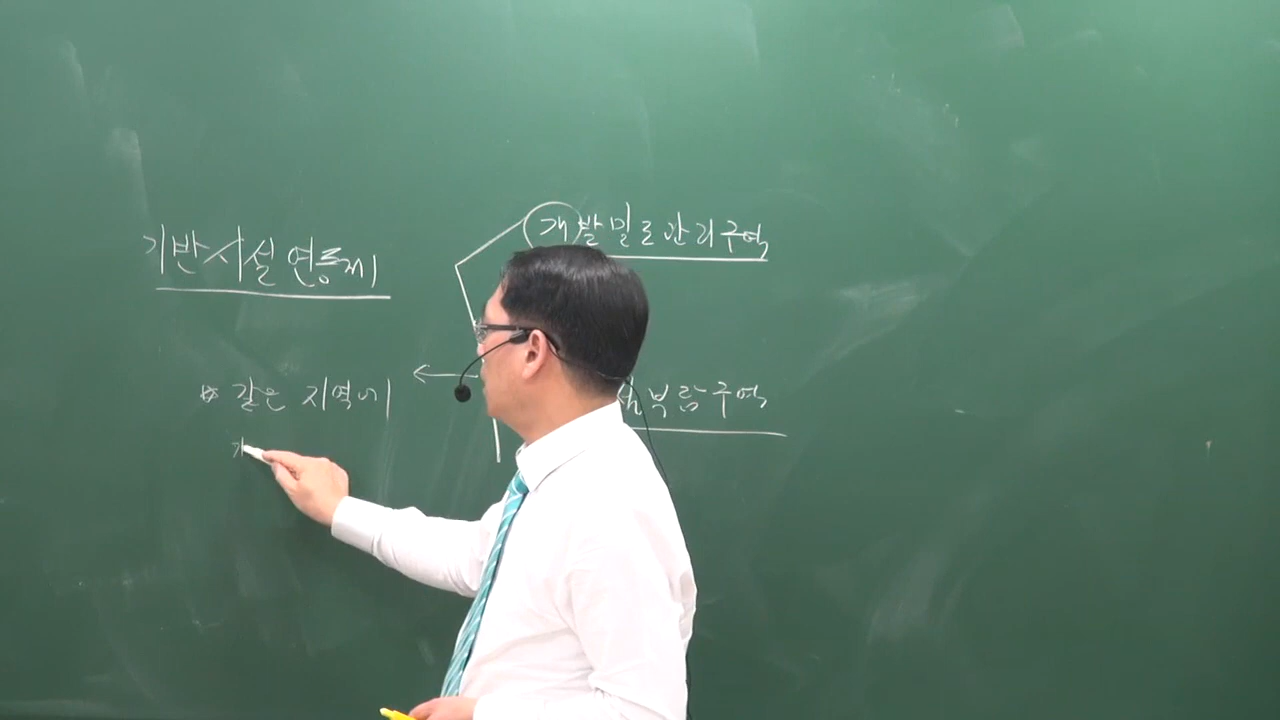 기반시설연동제
개발밀도관리구역
부담구역
* 같은 지역에